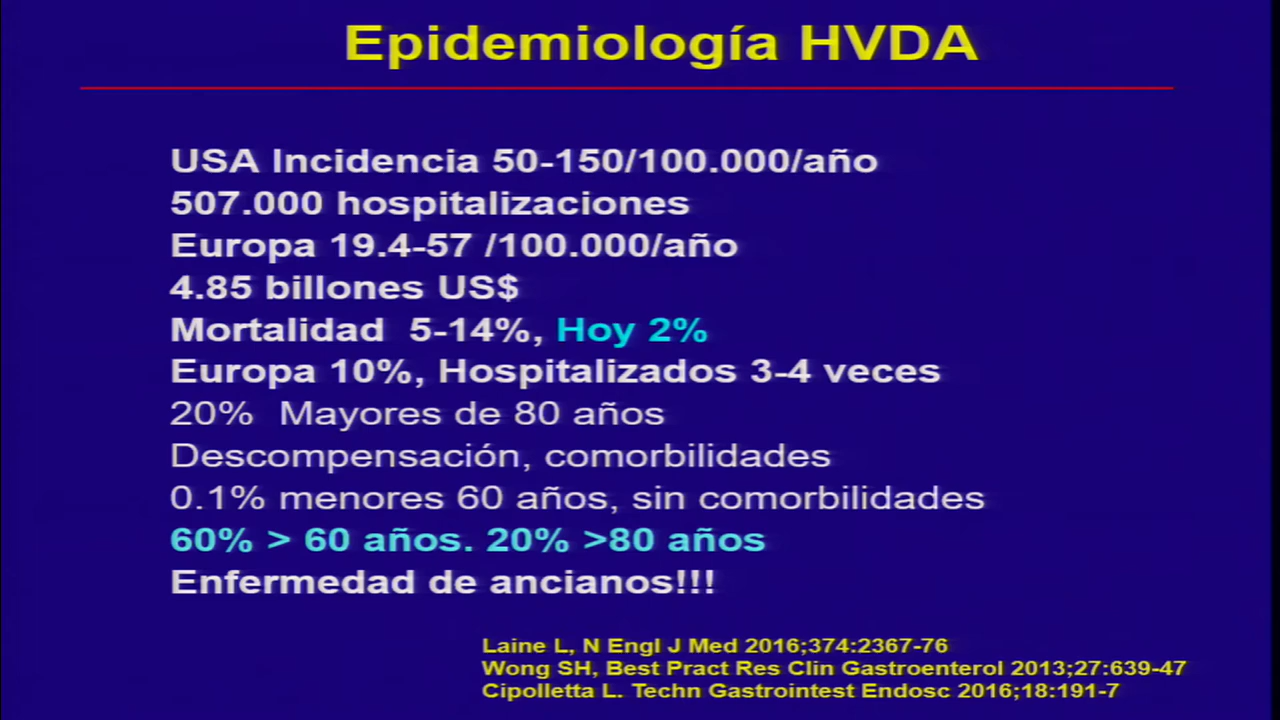 Epidemiología HVDA
USA Incidencia 50-150/100.000/año
507.000 hospitalizaciones
Europa 19.4-57 /100.000/año
4.85 billones US$
Mortalidad 5-14%, Hoy 2%
Europa 10%, Hospitalizados 3-4 veces
20% Mayores de 80 años
Descompensación, comorbilidades
0.1% menores 60 años, sin comorbilidades
60% > 60 años. 20% >80 años
Enfermedad de ancianos!!!
Laine L, N Engl J Med 2016;374:2367-76
Wong SH, Best Pract Res Clin Gastroenterol 2013;27:639-47
Cipolletta L. Techn Gastrointest Endosc 2016;18:191-7